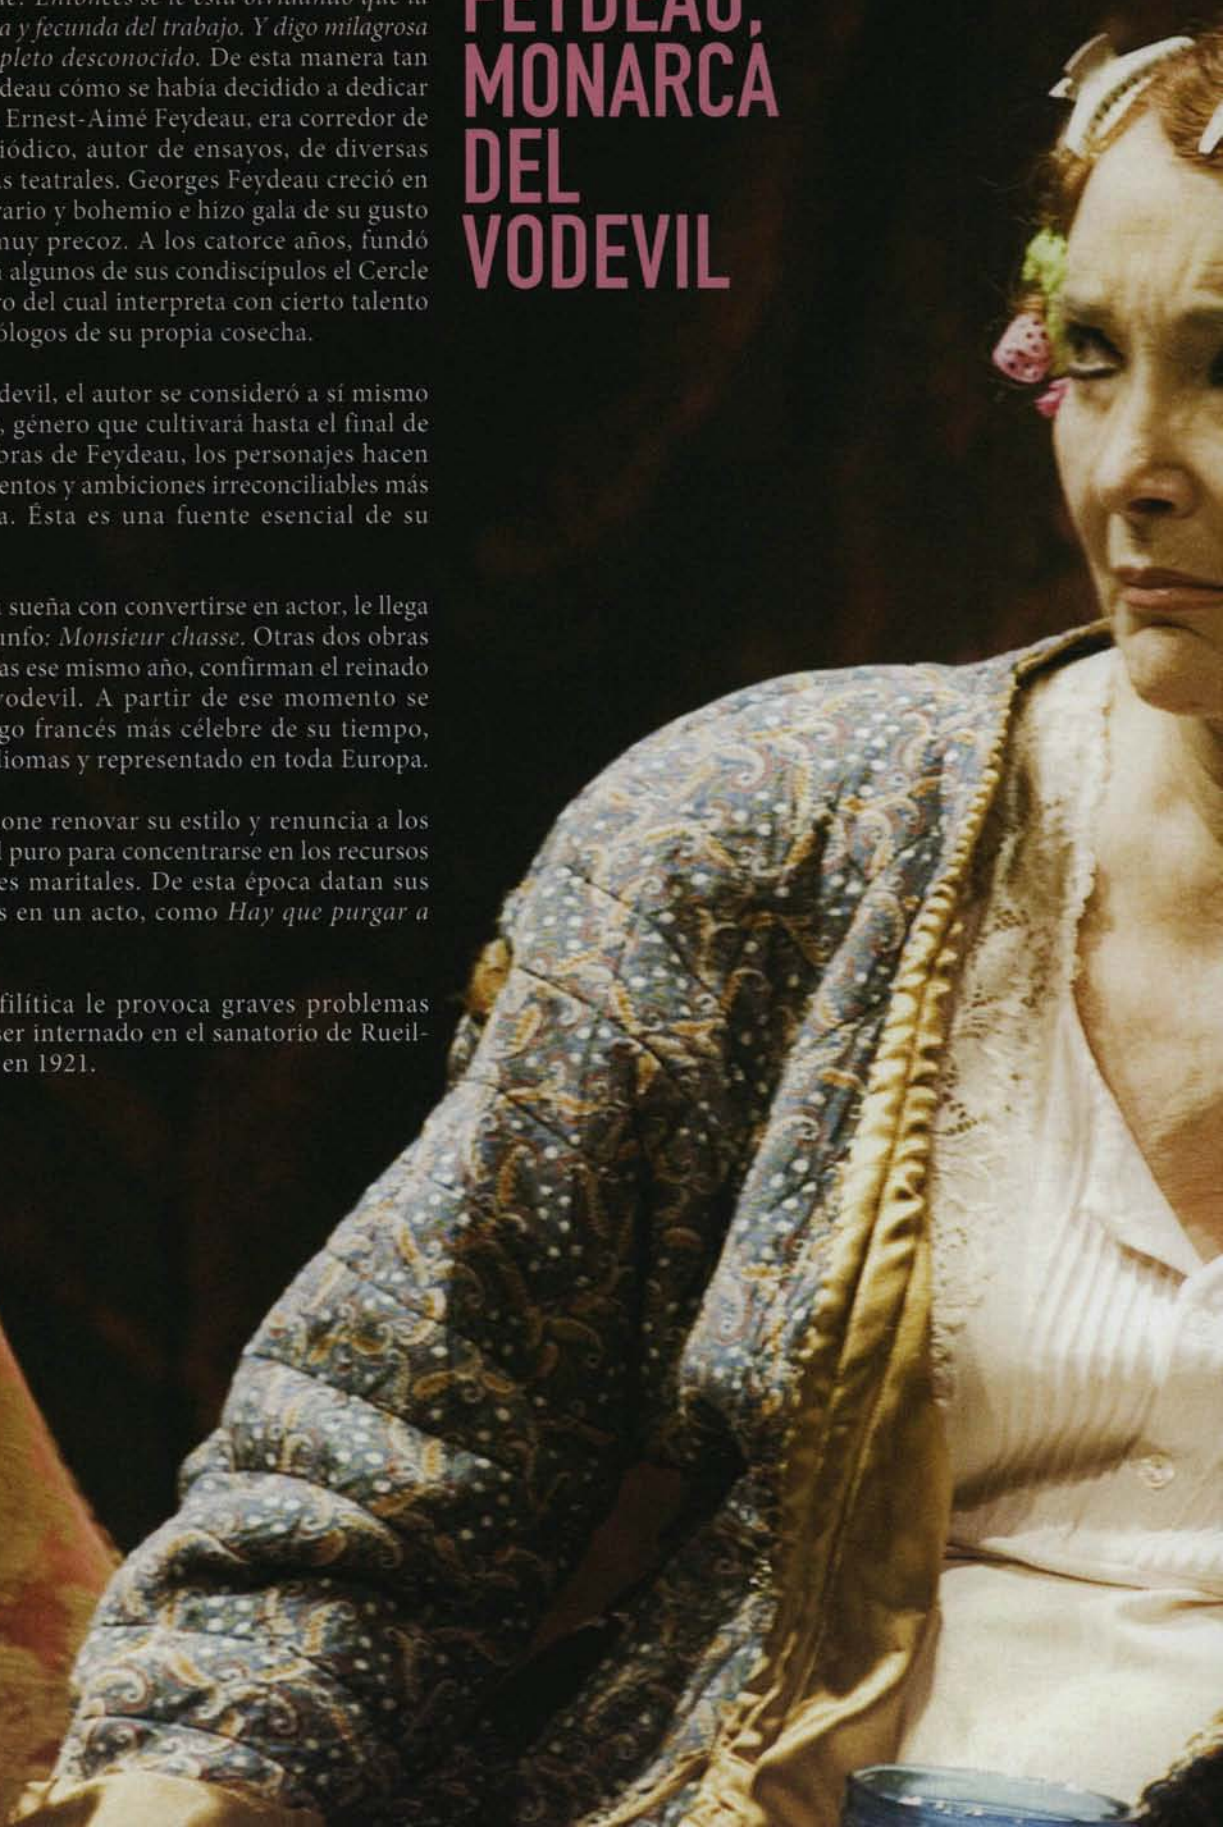 a y fecunda del trabajo. Y digo milagrosa
pleto desconocido. De esta manera tan
deau cómo se había decidido a dedicar
Ernest-Aimé Feydeau, era corredor de
iódico, autor de ensayos, de diversas
s teatrales. Georges Feydeau creció en
ario y bohemio e hizo gala de su gusto
muy precoz. A los catorce años, fundó
algunos de sus condiscípulos el Cercle
o del cual interpreta con cierto talento
ólogos de su propia cosecha.
devil, el autor se consideró a sí mismo
, género que cultivará hasta el final de
bras de Feydeau, los personajes hacen
entos y ambiciones irreconciliables más
a. Ésta es una fuente esencial de su
sueña con convertirse en actor, le llega
unfo: Monsieur chasse. Otras dos obras
as ese mismo año, confirman el reinado
vodevil. A partir de ese momento se
go francés más célebre de su tiempo,
diomas y representado en toda Europa.
one renovar su estilo y renuncia a los
l puro para concentrarse en los recursos
es maritales. De esta época datan sus
s en un acto, como Hay que purgar a
filítica le provoca graves problemas
ser internado en el sanatorio de Rueil-
en 1921.
FEYDEAU,
MONARCA
DEL
VODEVIL